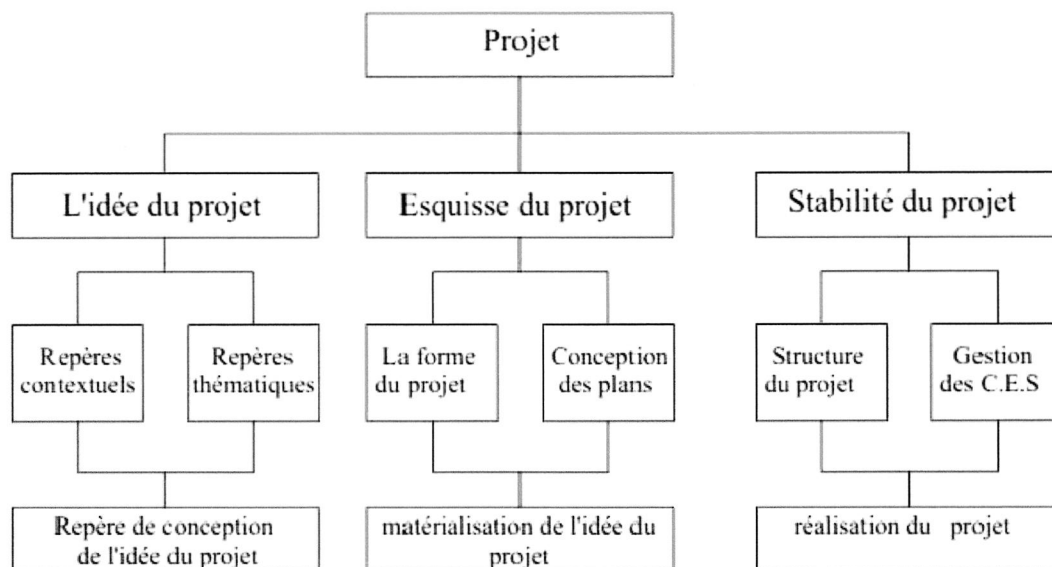 Projet
L'idée du projet
Esquisse du projet
Stabilité du projet
Repères
contextuels
Repères
thématiques
La forme
du projet
Conception
des plans
Structure
du projet
Gestion
des C.E.S
Repère de conception
de l'idée du projet
matérialisation de l'idée du
projet
réalisation du projet